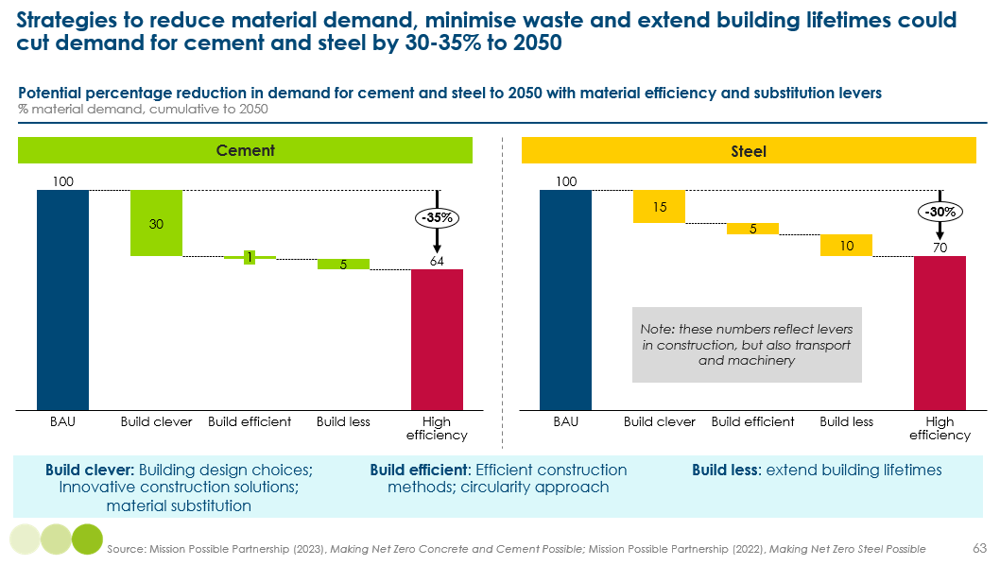 Strategies to reduce material demand, minimise waste and extend building lifetimes could
cut demand for cement and steel by 30-35% to 2050
Potential percentage reduction in demand for cement and steel to 2050 with material efficiency and substitution levers
% material demand, cumulative to 2050
Cement
100
30
1
5
-35%
64
BAU
Build clever
Build efficient
Build less
High
efficiency
Steel
100
15
5
10
-30%
70
Note: these numbers reflect levers
in construction, but also transport
and machinery
BAU
Build clever
Build efficient
Build less
High
efficiency
Build clever: Building design choices;
Innovative construction solutions;
material substitution
Build efficient: Efficient construction
methods; circularity approach
Build less: extend building lifetimes
Source: Mission Possible Partnership (2023), Making Net Zero Concrete and Cement Possible; Mission Possible Partnership (2022), Making Net Zero Steel Possible
63